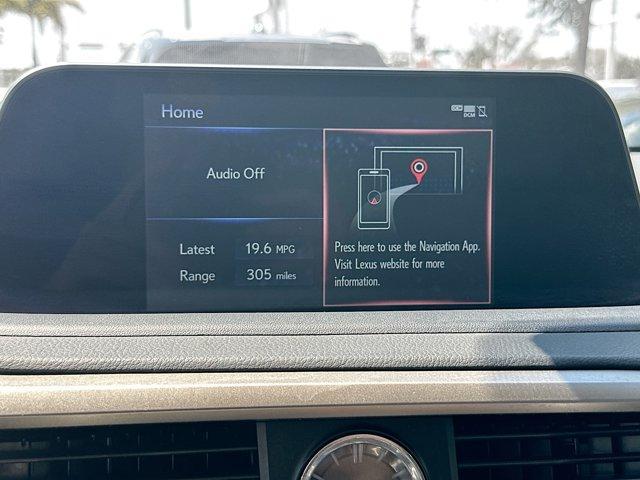 Home
DCM
Audio Off
Latest 19.6 MPG
Range 305 miles
Press here to use the Navigation App.
Visit Lexus website for more
information.